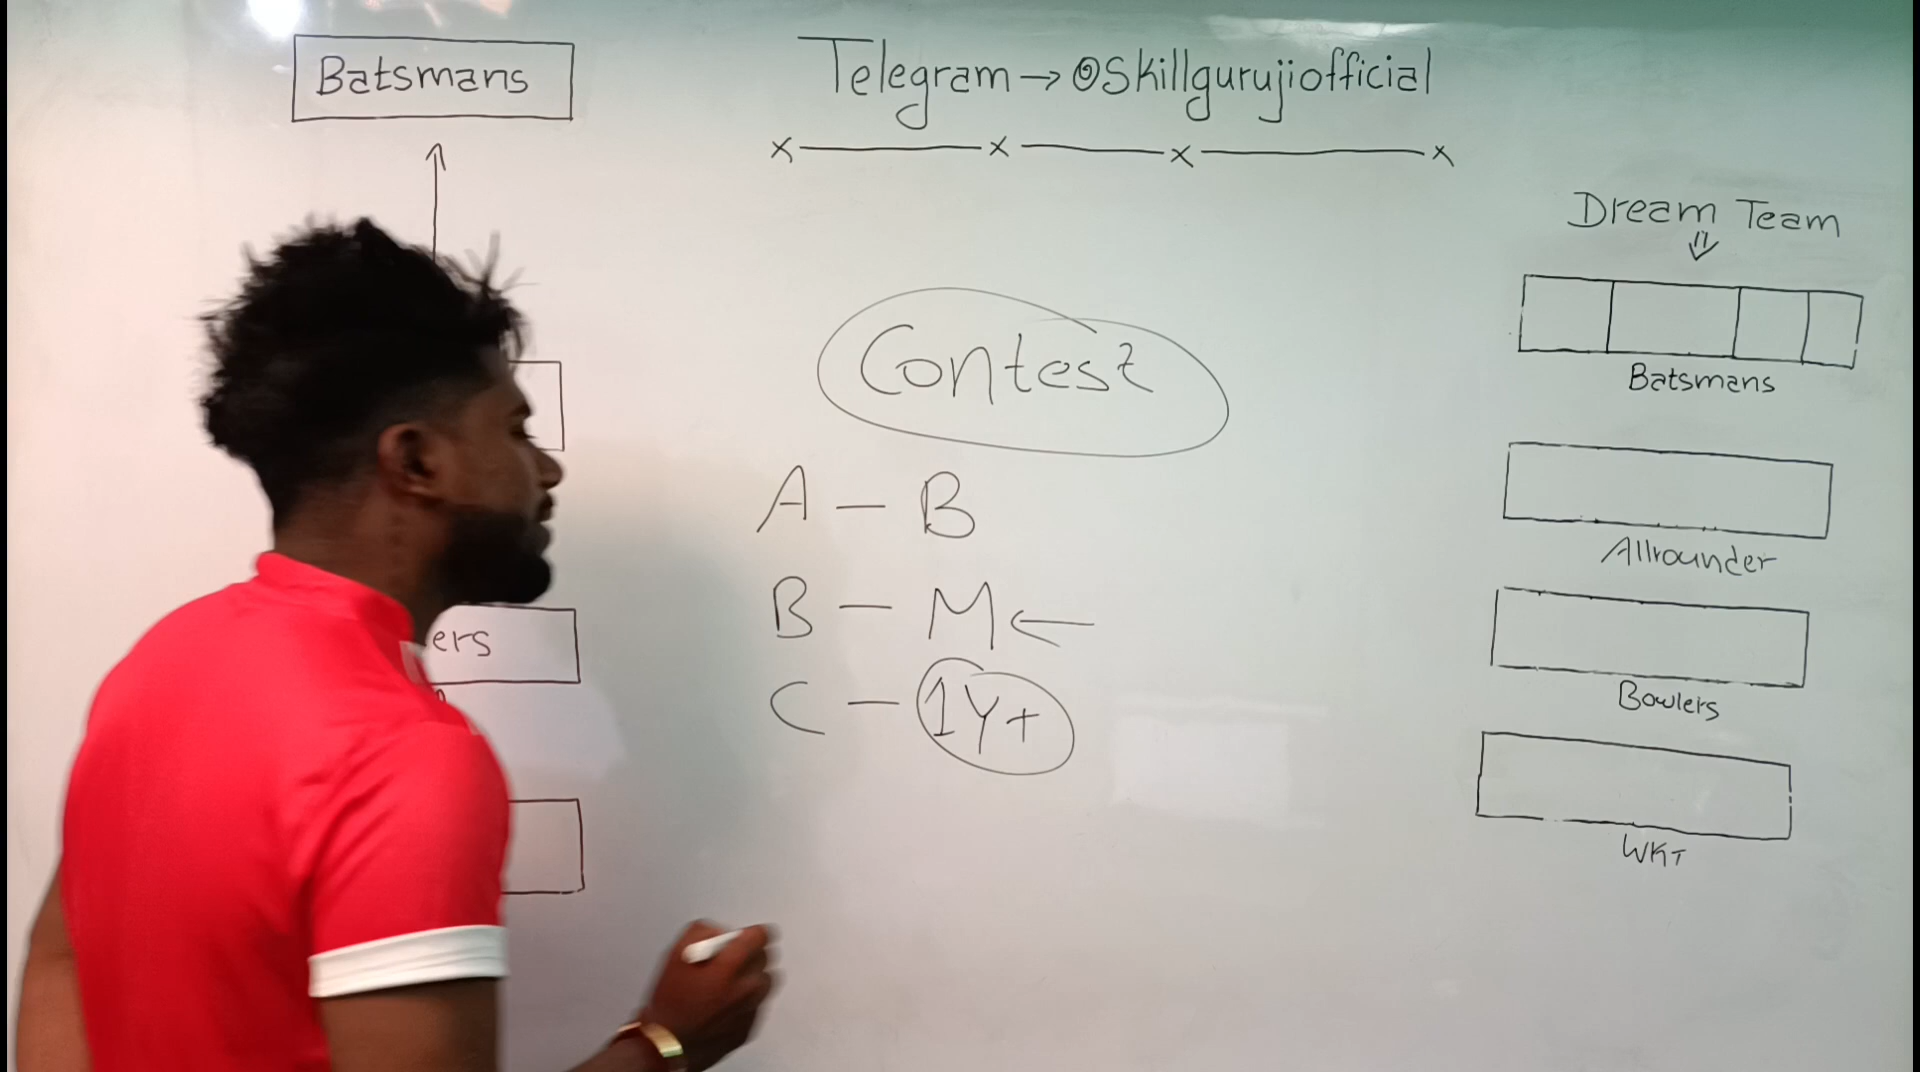 Batsmans
Telegram → @Skillgurujiofficial
x — x — x — x
Dream Team
⇓
Batsmans
Contest
A — B
Allrounder
B — M ←
ers
C — 1Y+
Bowlers
WKT